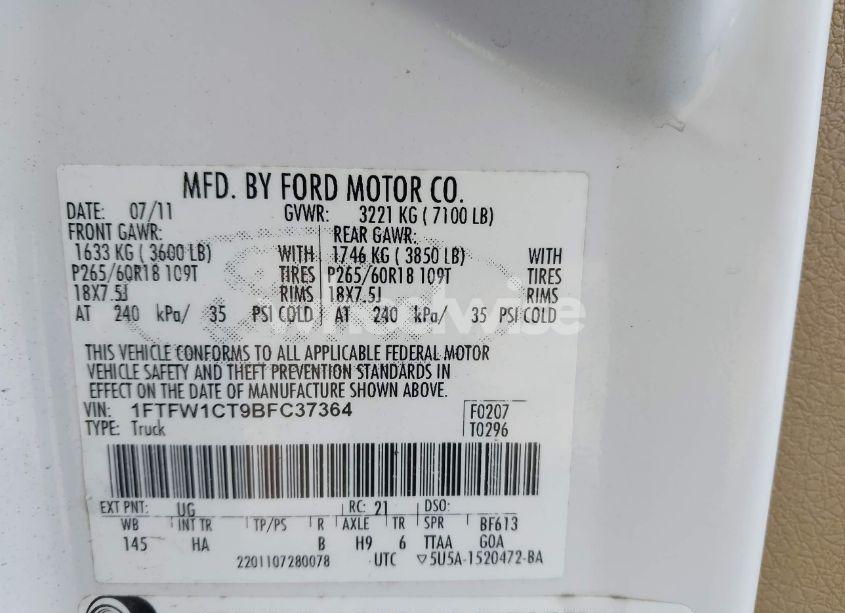 MFD. BY FORD MOTOR CO.
DATE: 07/11 GVWR: 3221 KG ( 7100 LB)
FRONT GAWR: REAR GAWR:
1633 KG ( 3600 LB) WITH 1746 KG ( 3850 LB) WITH
P265/60R18 109T TIRES P265/60R18 109T TIRES
18X7.5J RIMS 18X7.5J RIMS
AT 240 kPa/ 35 PSI COLD AT 240 kPa/ 35 PSI COLD
wheelwise
THIS VEHICLE CONFORMS TO ALL APPLICABLE FEDERAL MOTOR
VEHICLE SAFETY AND THEFT PREVENTION STANDARDS IN
EFFECT ON THE DATE OF MANUFACTURE SHOWN ABOVE.
VIN: 1FTFW1CT9BFC37364 F0207
TYPE: Truck T0296
EXT PNT: UG RC: 21 DSO:
WB INT TR TP/PS R AXLE TR SPR BF613
145 HA B H9 6 TTAA GOA
2201107280078 UTC ▽5U5A-1520472-BA